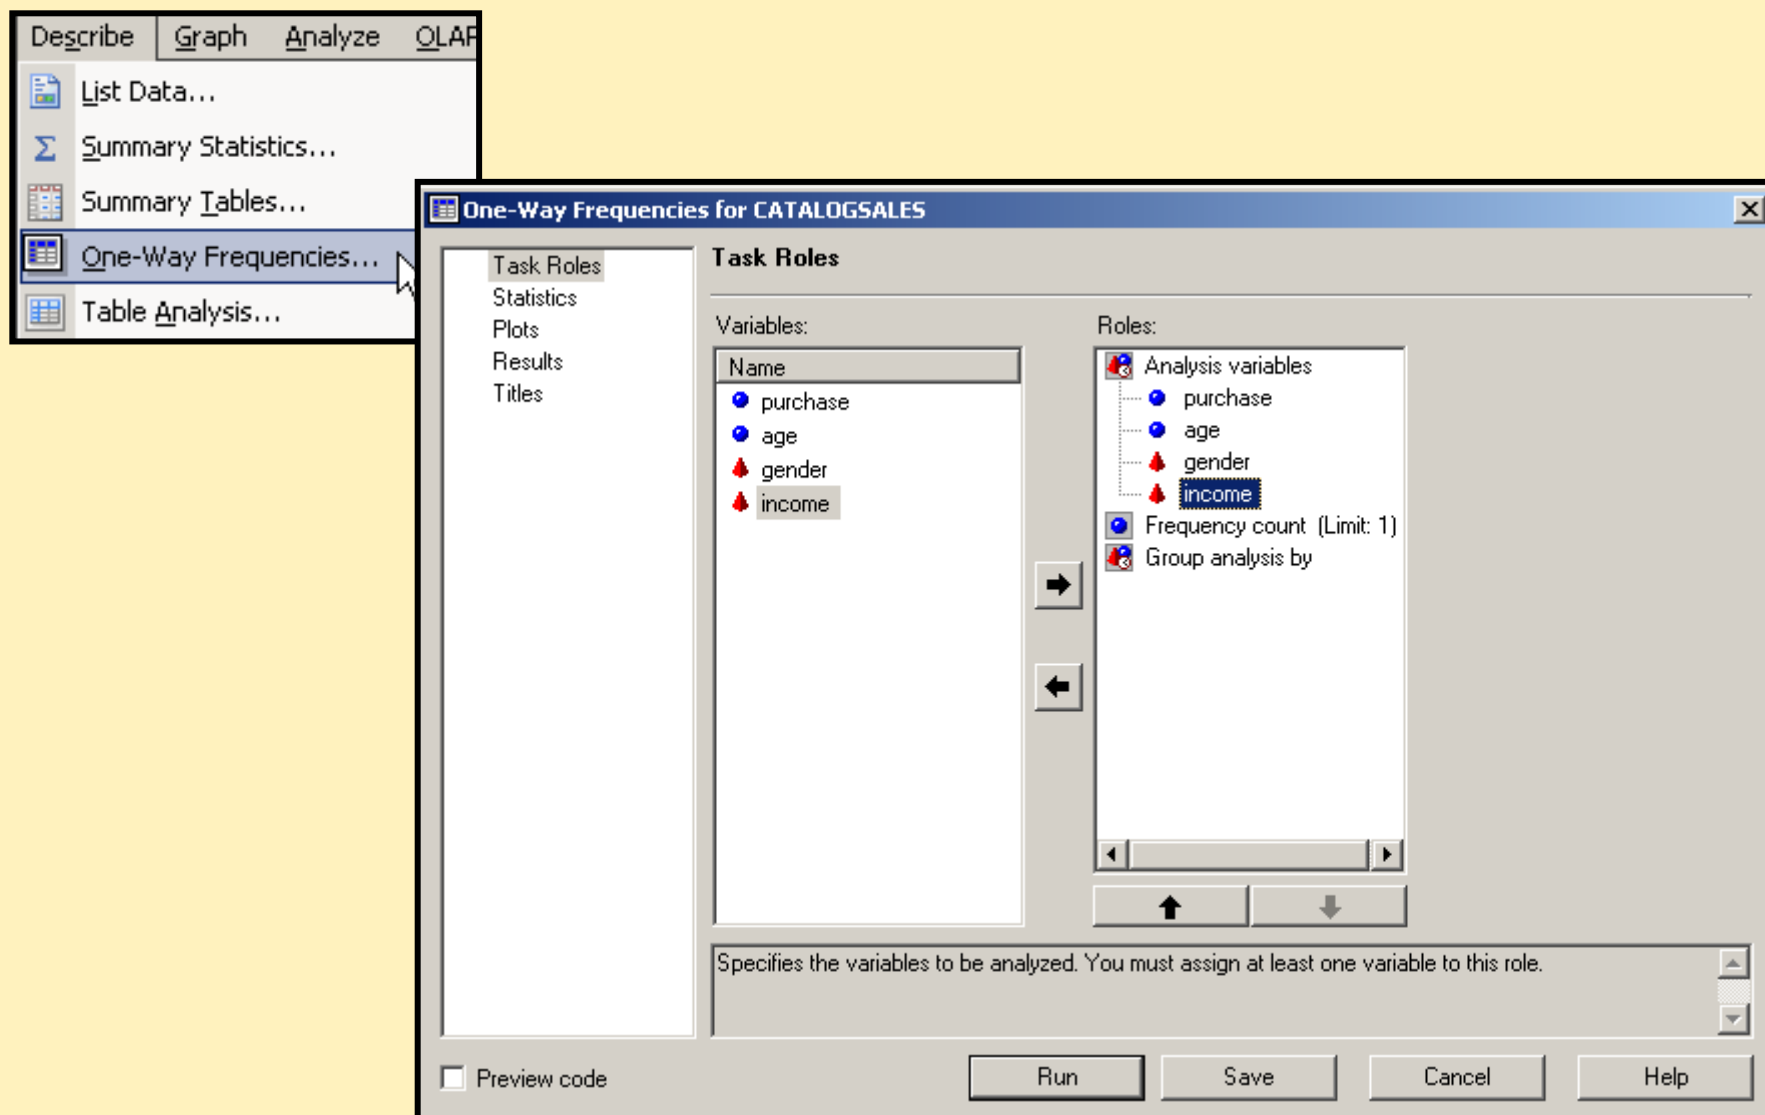 Describe Graph Analyze OLAP
List Data...
Summary Statistics...
Summary Tables...
One-Way Frequencies...
Table Analysis...
One-Way Frequencies for CATALOGSALES
Task Roles
Statistics
Plots
Results
Titles
Task Roles
Variables:
Name
purchase
age
gender
income
Roles:
Analysis variables
purchase
age
gender
income
Frequency count (Limit: 1)
Group analysis by
Specifies the variables to be analyzed. You must assign at least one variable to this role.
Preview code
Run Save Cancel Help